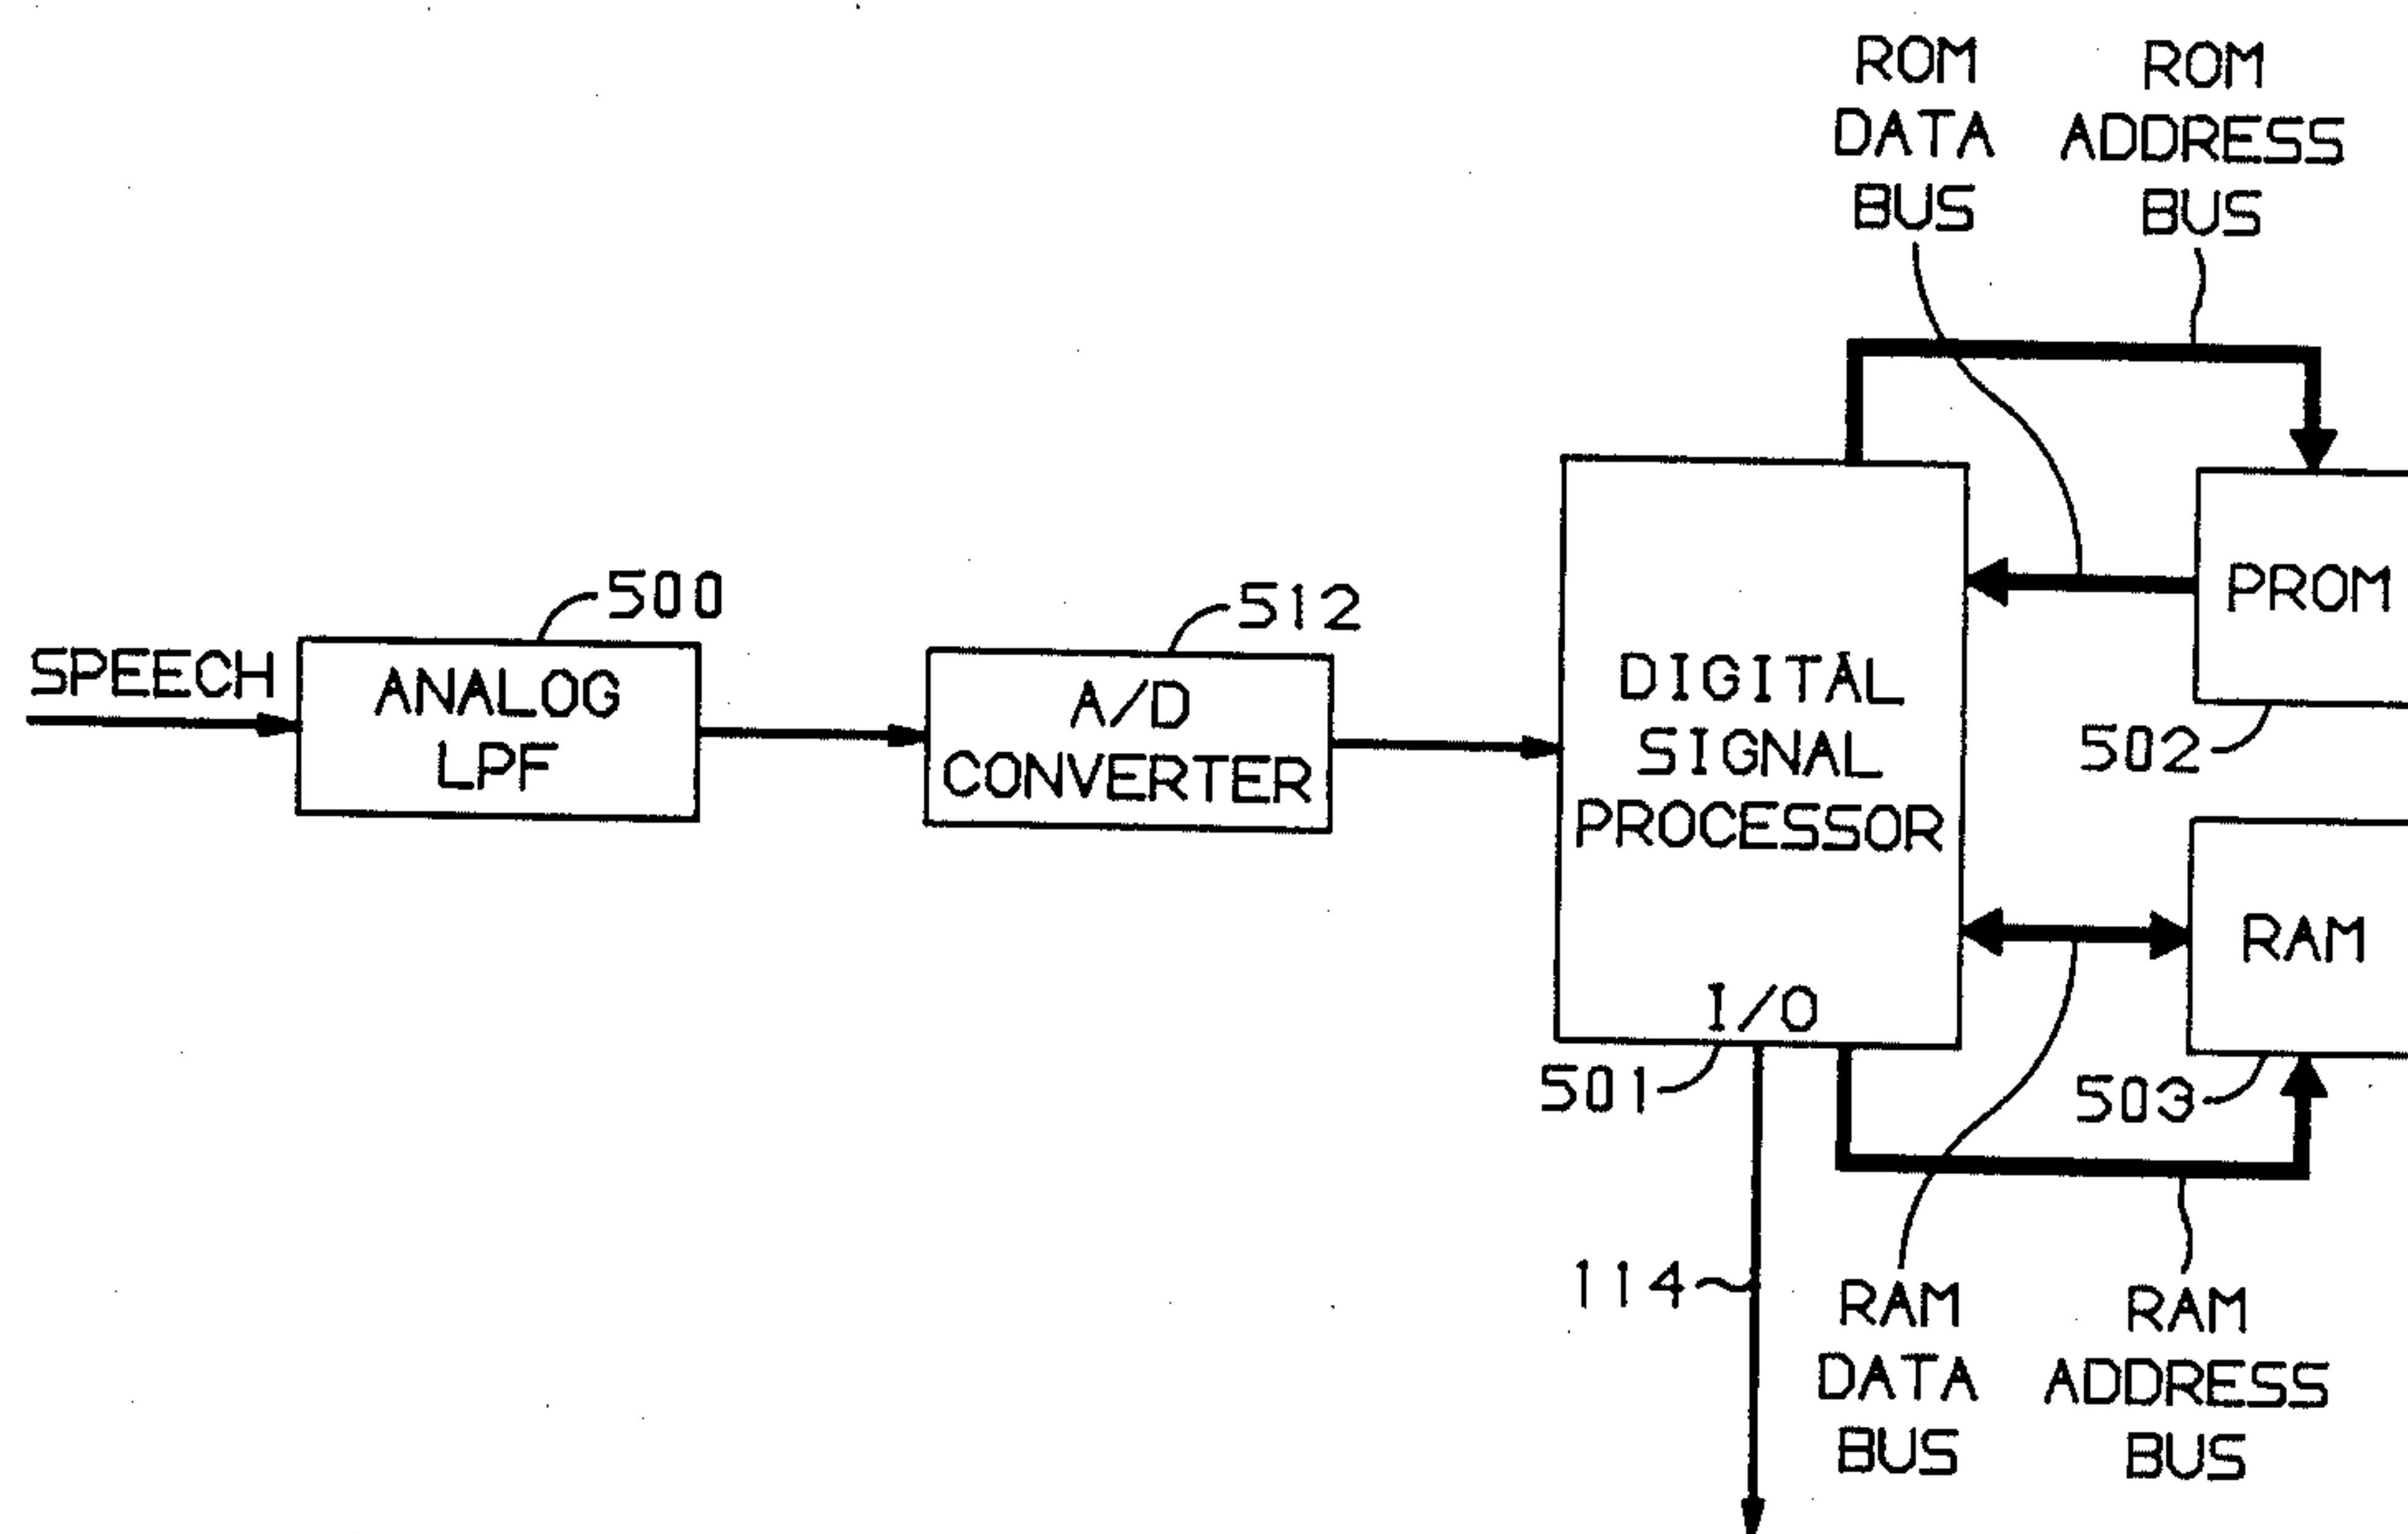 ROM
DATA
BUS
ROM
ADDRESS
BUS
500
512
SPEECH
ANALOG
LPF
A/D
CONVERTER
DIGITAL
SIGNAL
PROCESSOR
I/O
501
PROM
502
RAM
503
114
RAM
DATA
BUS
RAM
ADDRESS
BUS